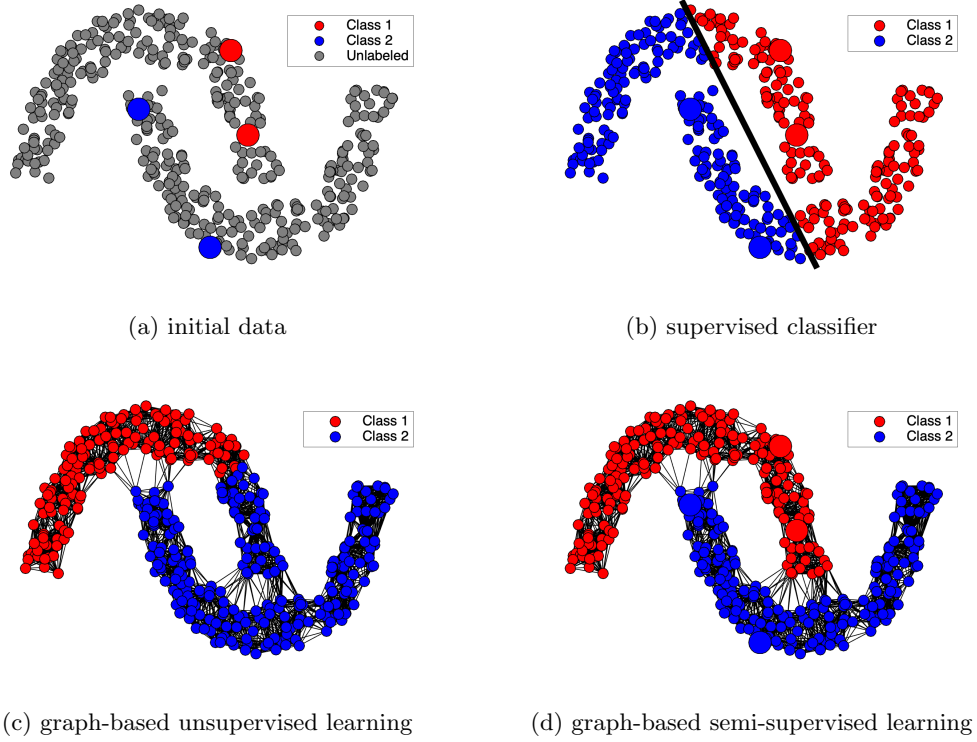 Class 1
Class 2
Unlabeled
(a) initial data
Class 1
Class 2
(b) supervised classifier
Class 1
Class 2
(c) graph-based unsupervised learning
Class 1
Class 2
(d) graph-based semi-supervised learning